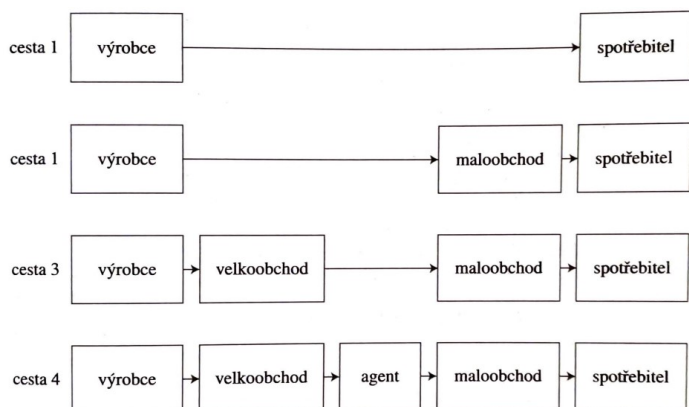 cesta 1 výrobce spotřebitel
cesta 1 výrobce maloobchod spotřebitel
cesta 3 výrobce velkoobchod maloobchod spotřebitel
cesta 4 výrobce velkoobchod agent maloobchod spotřebitel